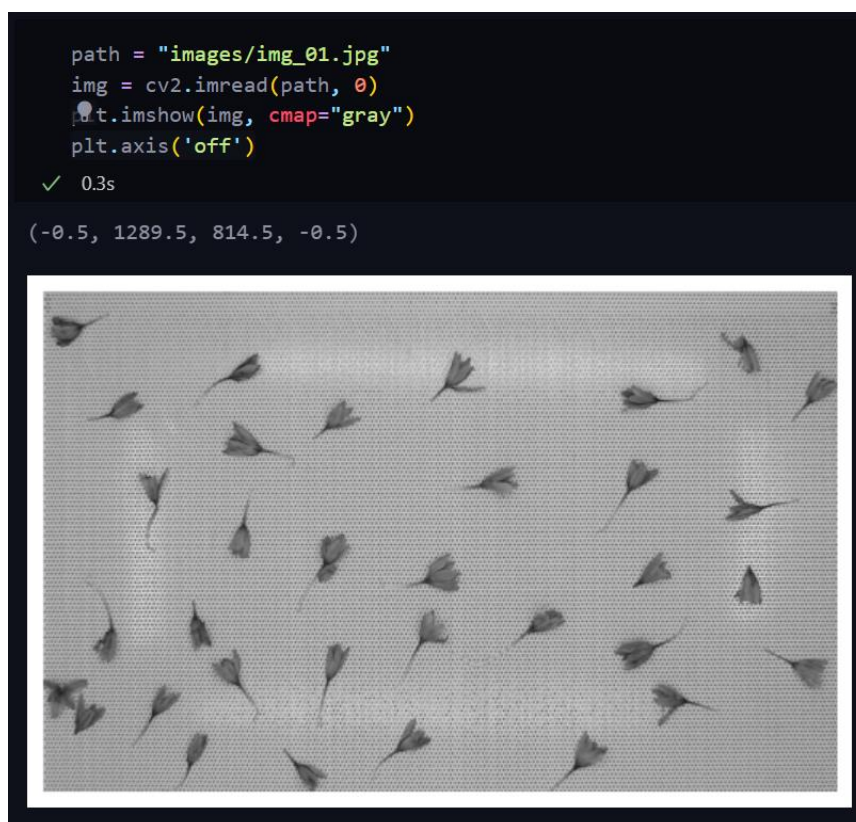 path = "images/img_01.jpg"
img = cv2.imread(path, 0)
plt.imshow(img, cmap="gray")
plt.axis('off')
✓ 0.3s
(-0.5, 1289.5, 814.5, -0.5)